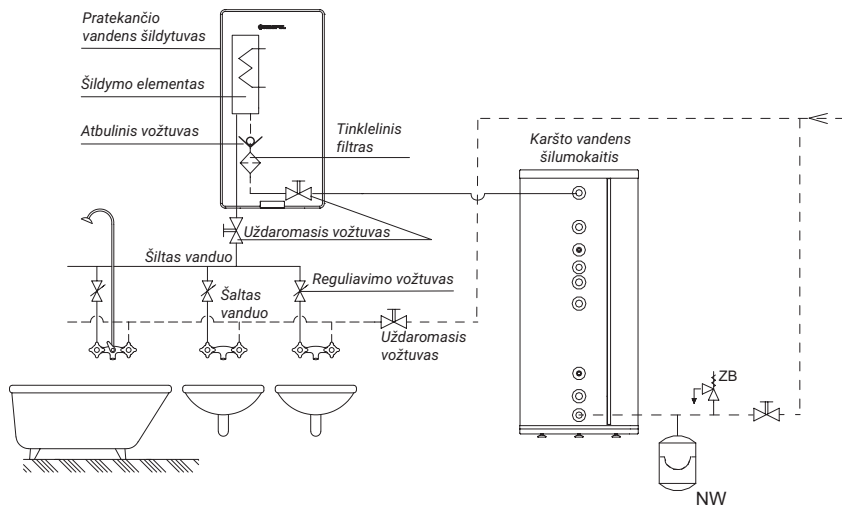 Pratekančio
vandens šildytuvas
Šildymo elementas
Atbulinis vožtuvas
Tinklelinis
filtras
Karšto vandens
šilumokaitis
Uždaromasis vožtuvas
Šiltas vanduo
Reguliavimo vožtuvas
Šaltas
vanduo
Uždaromasis
vožtuvas
ZB
NW